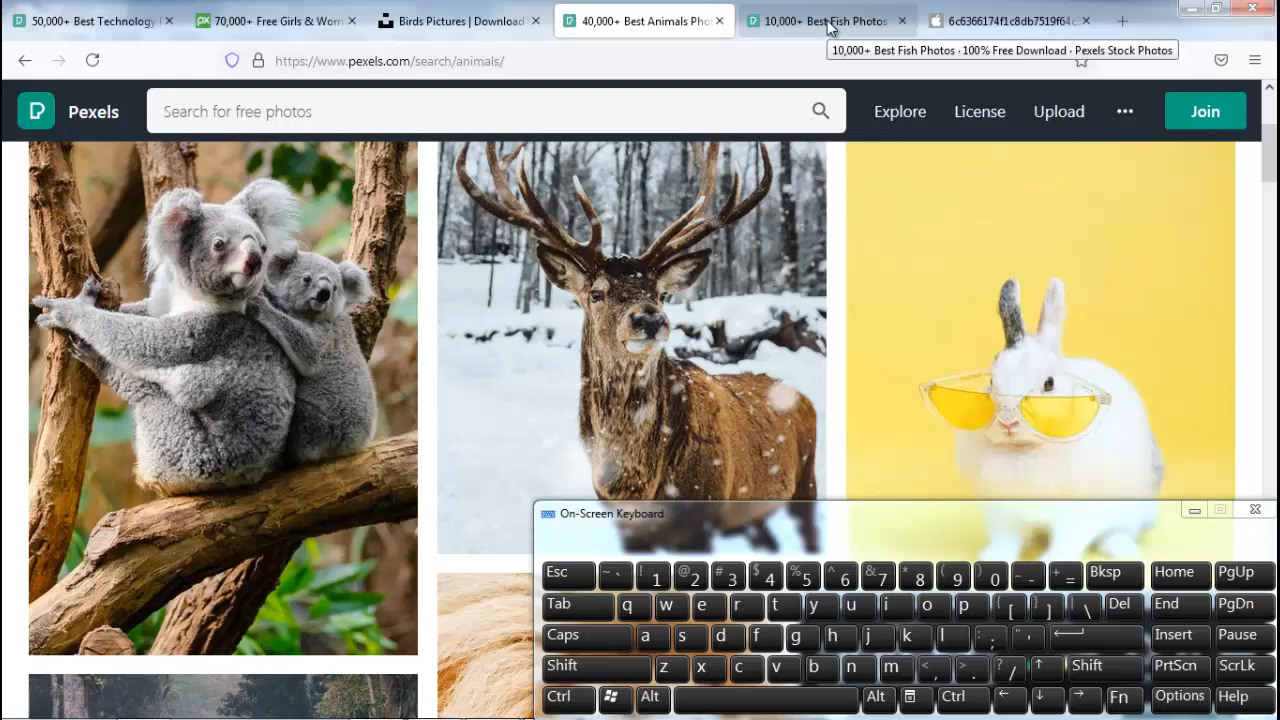 50,000+ Best Technology
70,000+ Free Girls & Wom
Birds Pictures | Download
40,000+ Best Animals Phot
10,000+ Best Fish Photos
6c6366174f1c8db7519f64c
10,000+ Best Fish Photos · 100% Free Download · Pexels Stock Photos
https://www.pexels.com/search/animals/
Pexels
Search for free photos
Explore
License
Upload
Join
On-Screen Keyboard
Esc ~ ` ! 1 @ 2 # 3 $ 4 % 5 ^ 6 & 7 * 8 ( 9 ) 0 _ - + = Bksp Home PgUp
Tab q w e r t y u i o p { [ } ] | \ Del End PgDn
Caps a s d f g h j k l : ; " ' Insert Pause
Shift z x c v b n m < , > . ? / ↑ Shift PrtScn ScrLk
Ctrl Alt Alt Ctrl ← ↓ → Fn Options Help